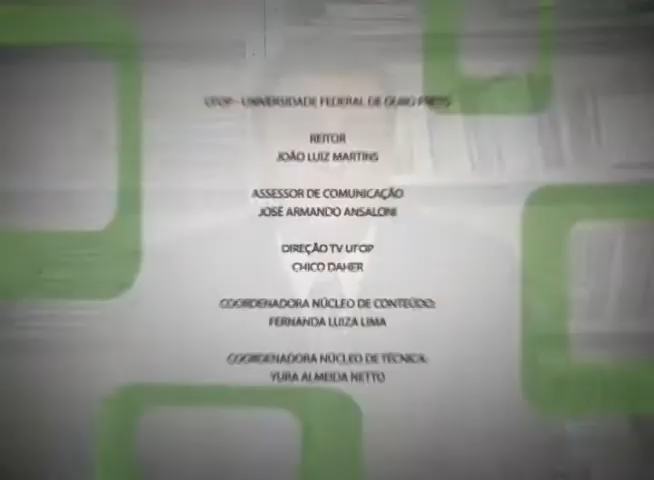 UFOP - UNIVERSIDADE FEDERAL DE OURO PRETO
REITOR
JOÃO LUIZ MARTINS
ASSESSOR DE COMUNICAÇÃO
JOSÉ ARMANDO ANSALONI
DIREÇÃO TV UFOP
CHICO DAHER
COORDENADORA NÚCLEO DE CONTEÚDO:
FERNANDA LUIZA LIMA
COORDENADORA NÚCLEO DE TÉCNICA:
YURA ALMEIDA NETTO